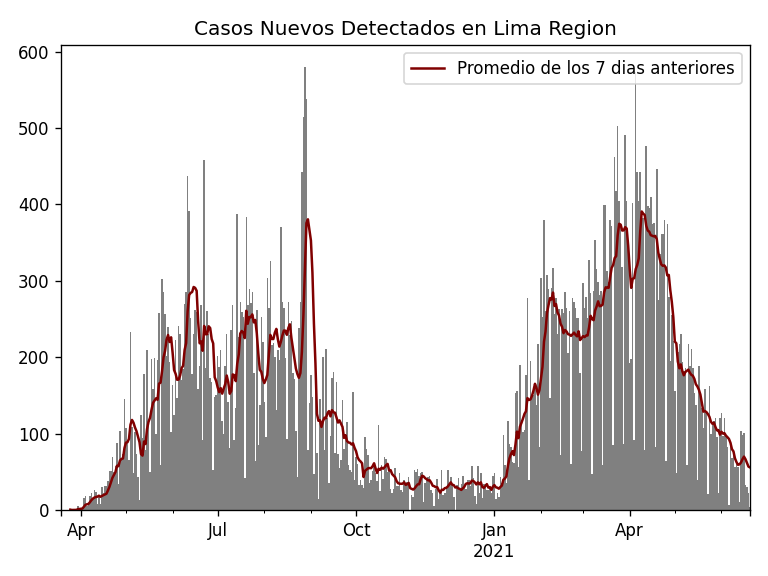 Casos Nuevos Detectados en Lima Region
Promedio de los 7 dias anteriores
600
500
400
300
200
100
0
Apr Jul Oct Jan Apr
2021